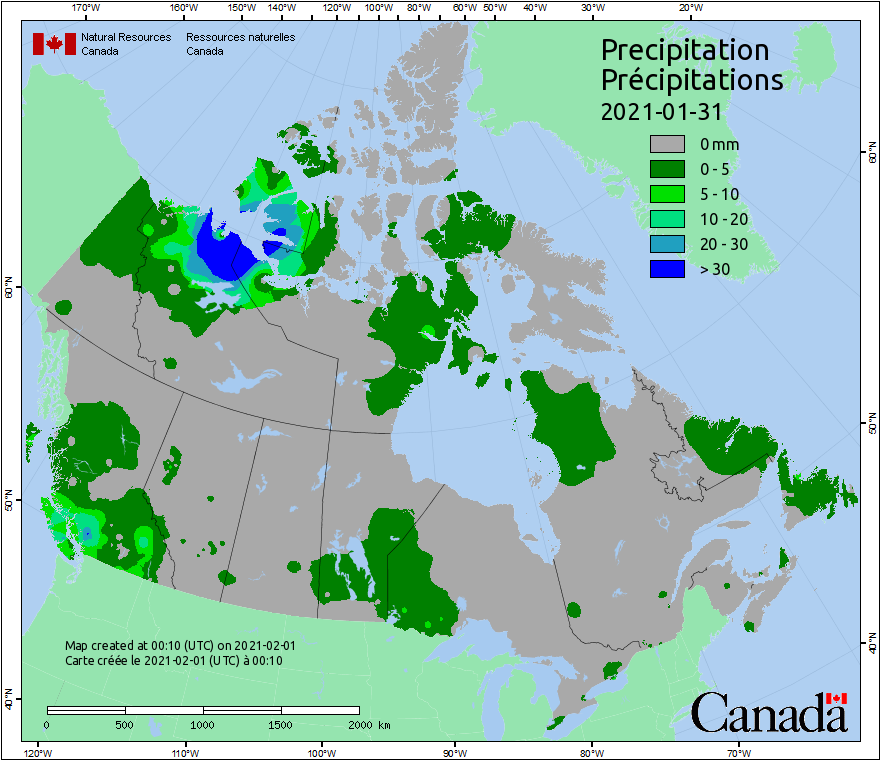 170°W 160°W 150°W 140°W 120°W 100°W 80°W 60°W 50°W 40°W 30°W 20°W
Natural Resources Ressources naturelles
Canada Canada
Precipitation
Précipitations
2021-01-31
0 mm
0 - 5
5 - 10
10 - 20
20 - 30
> 30
60°N
60°N
50°N
50°N
40°N
40°N
Map created at 00:10 (UTC) on 2021-02-01
Carte créée le 2021-02-01 (UTC) à 00:10
0 500 1000 1500 2000 km
Canada
120°W 110°W 100°W 90°W 80°W 70°W